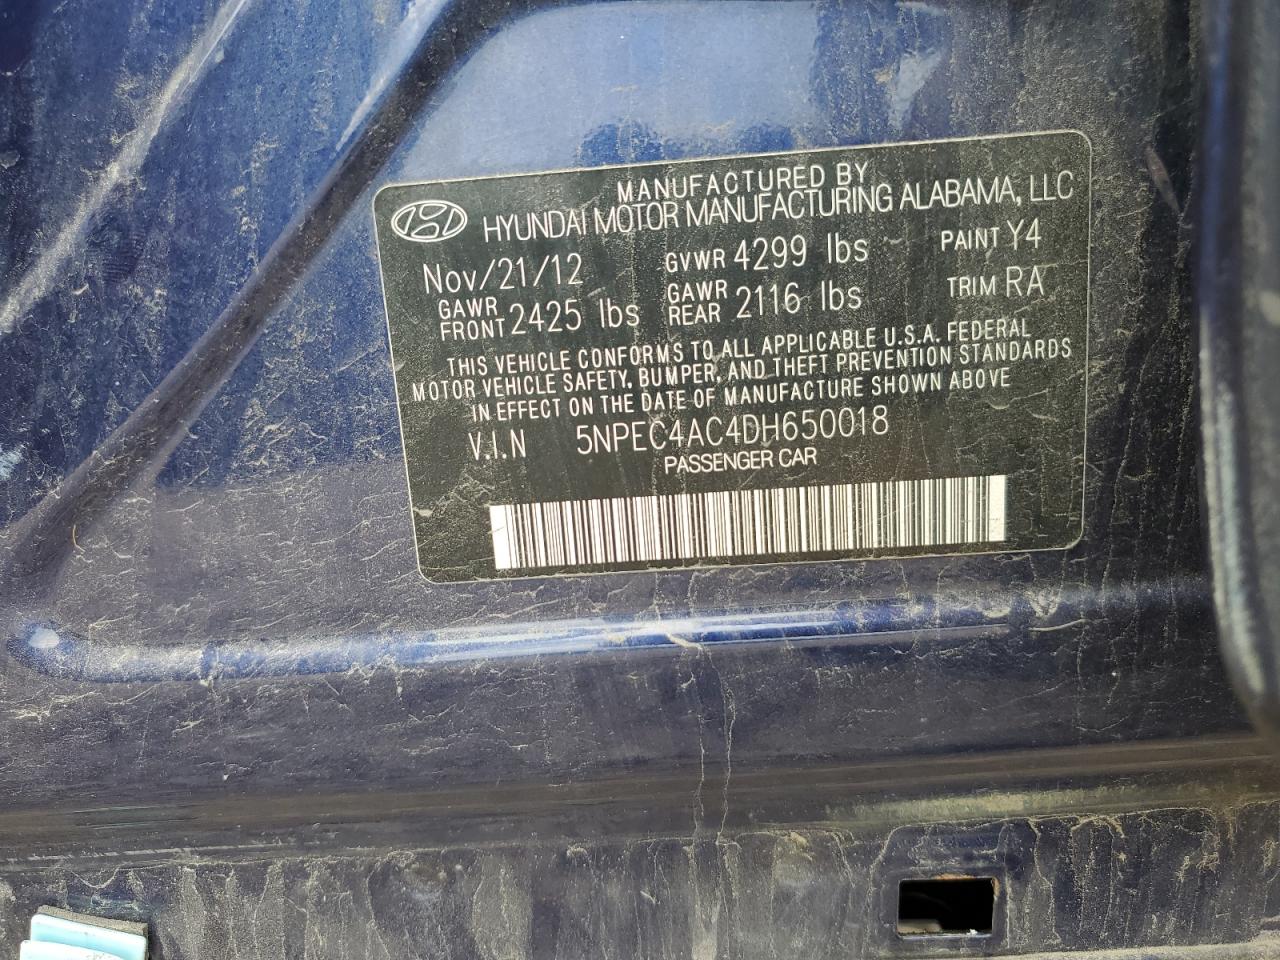 MANUFACTURED BY
HYUNDAI MOTOR MANUFACTURING ALABAMA, LLC
Nov/21/12 GVWR 4299 lbs PAINT Y4
GAWR FRONT 2425 lbs GAWR REAR 2116 lbs TRIM RA
THIS VEHICLE CONFORMS TO ALL APPLICABLE U.S.A. FEDERAL
MOTOR VEHICLE SAFETY, BUMPER, AND THEFT PREVENTION STANDARDS
IN EFFECT ON THE DATE OF MANUFACTURE SHOWN ABOVE
V.I.N 5NPEC4AC4DH650018
PASSENGER CAR